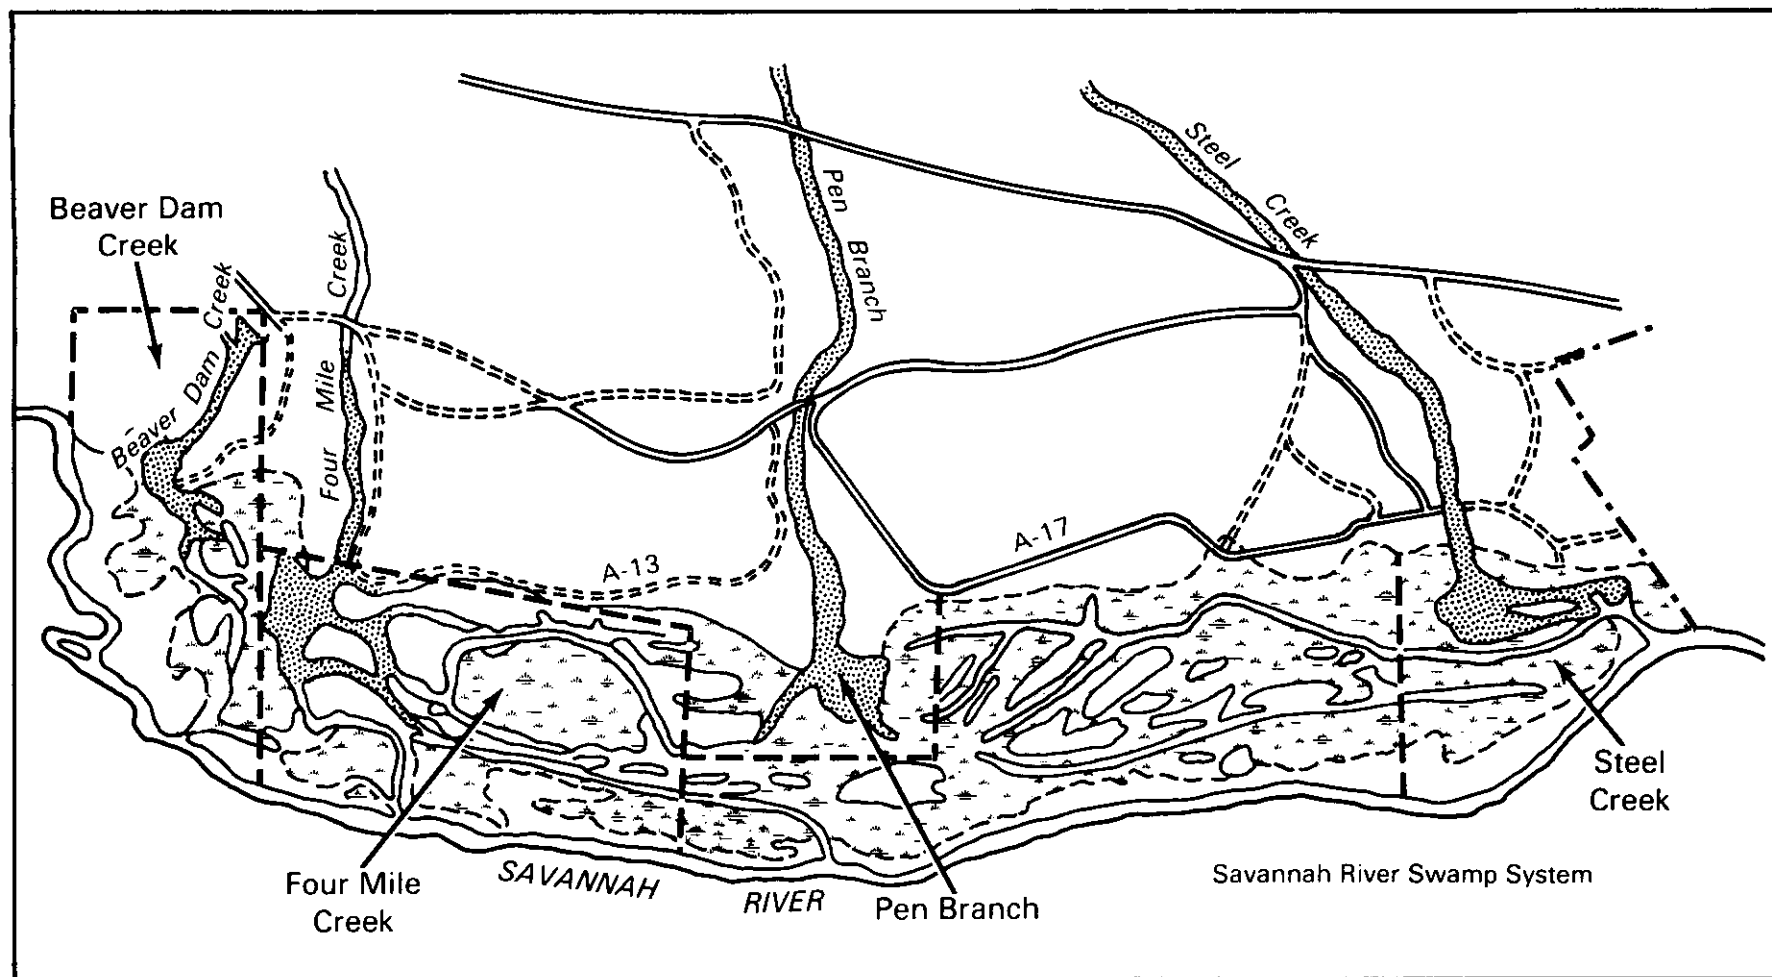 Steel
Creek
Pen
Branch
Beaver Dam
Creek
Four Mile Creek
Beaver Dam Creek
A-17
A-13
Steel
Creek
Four Mile
Creek
SAVANNAH RIVER
Pen Branch
Savannah River Swamp System